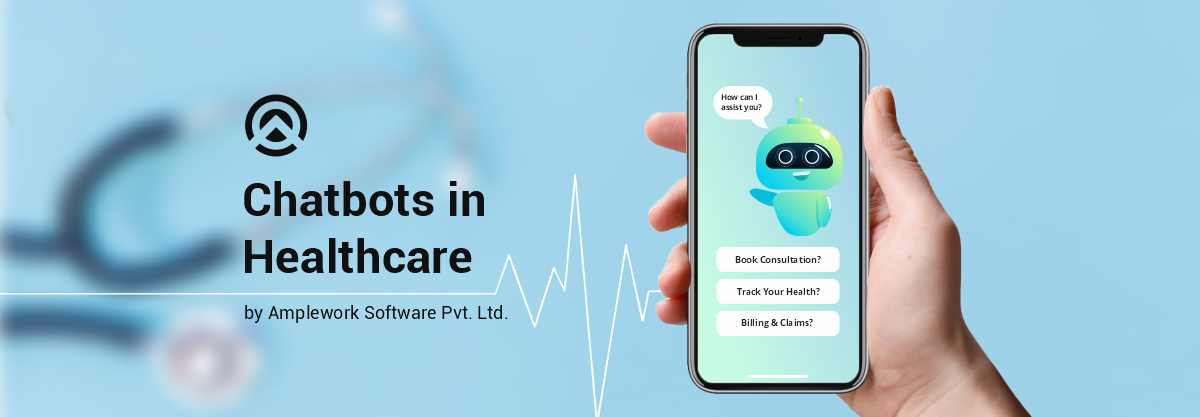 Chatbots in
Healthcare
by Amplework Software Pvt. Ltd.
How can I
assist you?
Book Consultation?
Track Your Health?
Billing & Claims?